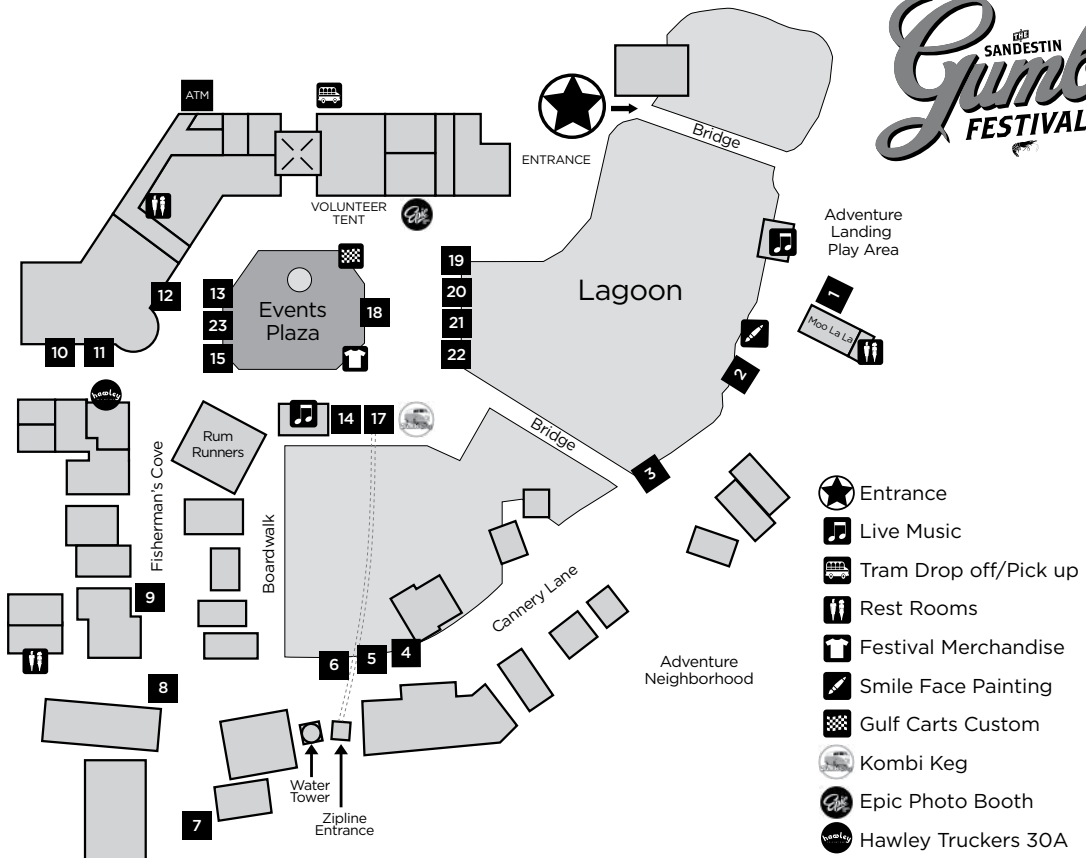 THE
SANDESTIN
FESTIVAL
ATM
ENTRANCE
Bridge
VOLUNTEER
TENT
Epic
Adventure
Landing
Play Area
19
20
21
22
Lagoon
1
Moo La La
12
13
23
15
Events
Plaza
18
2
10
11
hawley
14
17
Rum
Runners
Bridge
3
Fisherman's Cove
Boardwalk
9
Cannery Lane
6
5
4
Adventure
Neighborhood
8
7
Water
Tower
Zipline
Entrance
Entrance
Live Music
Tram Drop off/Pick up
Rest Rooms
Festival Merchandise
Smile Face Painting
Gulf Carts Custom
Kombi Keg
Epic
Epic Photo Booth
hawley
Hawley Truckers 30A